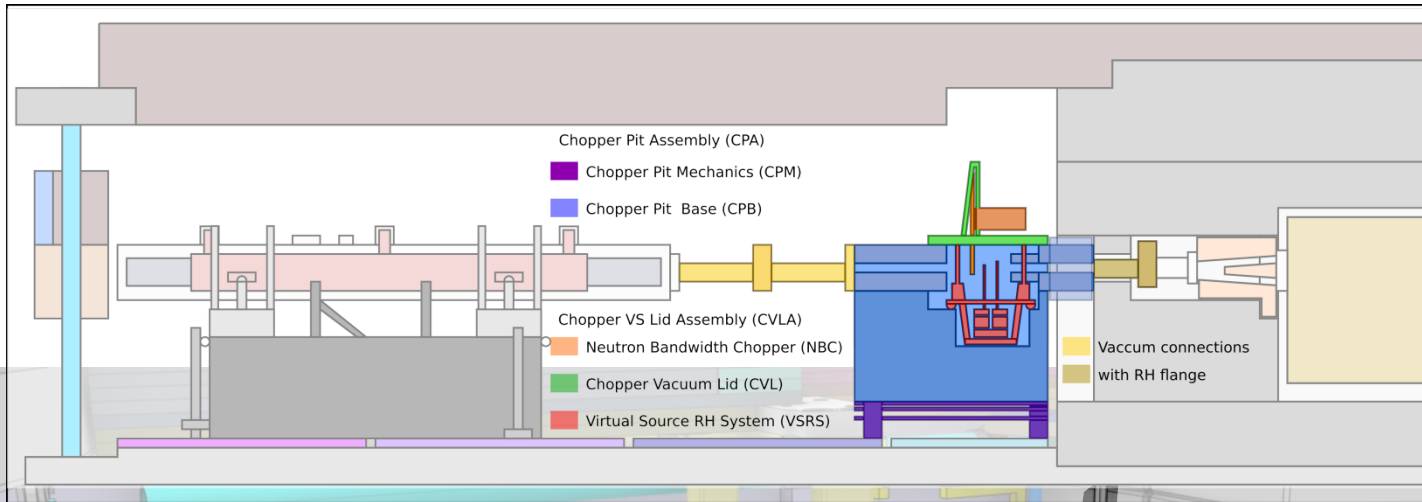 Chopper Pit Assembly (CPA)
Chopper Pit Mechanics (CPM)
Chopper Pit  Base (CPB)
Chopper VS Lid Assembly (CVLA)
Neutron Bandwidth Chopper (NBC)
Chopper Vacuum Lid (CVL)
Virtual Source RH System (VSRS)
Vaccum connections
with RH flange